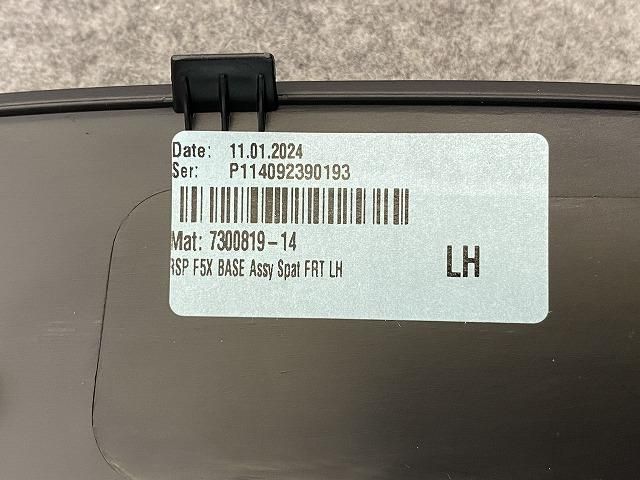 Date: 11.01.2024
Ser: P114092390193
Mat: 7300819-14
RSP F5X BASE Assy Spat FRT LH
LH